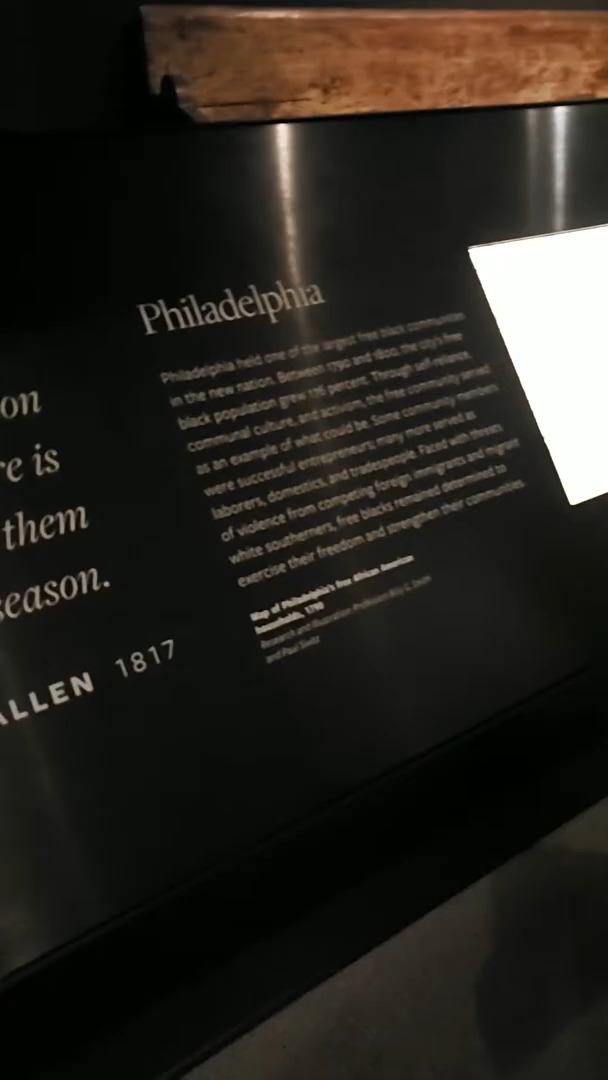 on
re is
them
season.
ALLEN 1817
Philadelphia
Philadelphia held one of the largest free black communities
in the new nation. Between 1790 and 1800, the city's free
black population grew percent. Through self-reliance,
communal culture, and activism, the free community served
as an example of what could be. Some community members
were successful entrepreneurs; many more served as
laborers, domestics, and tradespeople. Faced with threats
of violence from competing foreign immigrants and migrant
white southerners, free blacks remained determined to
exercise their freedom and strengthen their communities.
Map of Philadelphia's Free African American
households, 1790
Research and Illustration Professor
and Paul